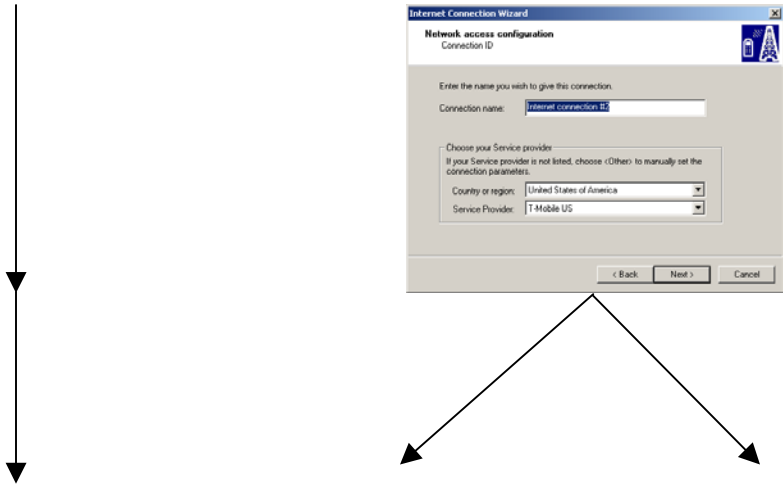 Internet Connection Wizard
Network access configuration
Connection ID
Enter the name you wish to give this connection.
Connection name: Internet connection #2
Choose your Service provider
If your Service provider is not listed, choose <Other> to manually set the
connection parameters.
Country or region: United States of America
Service Provider: T-Mobile US
< Back Next > Cancel